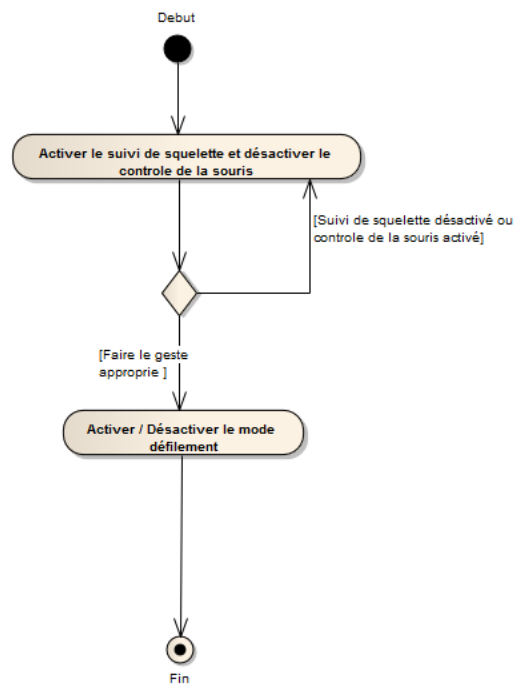 Debut
Activer le suivi de squelette et désactiver le
controle de la souris
[Suivi de squelette désactivé ou
controle de la souris activé]
[Faire le geste
approprie ]
Activer / Désactiver le mode
défilement
Fin